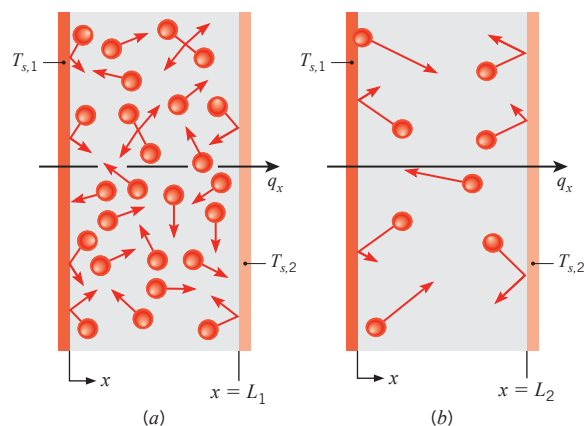 T_{s,1}
q_x
T_{s,2}
x
x = L_1
(a)
T_{s,1}
q_x
T_{s,2}
x
x = L_2
(b)